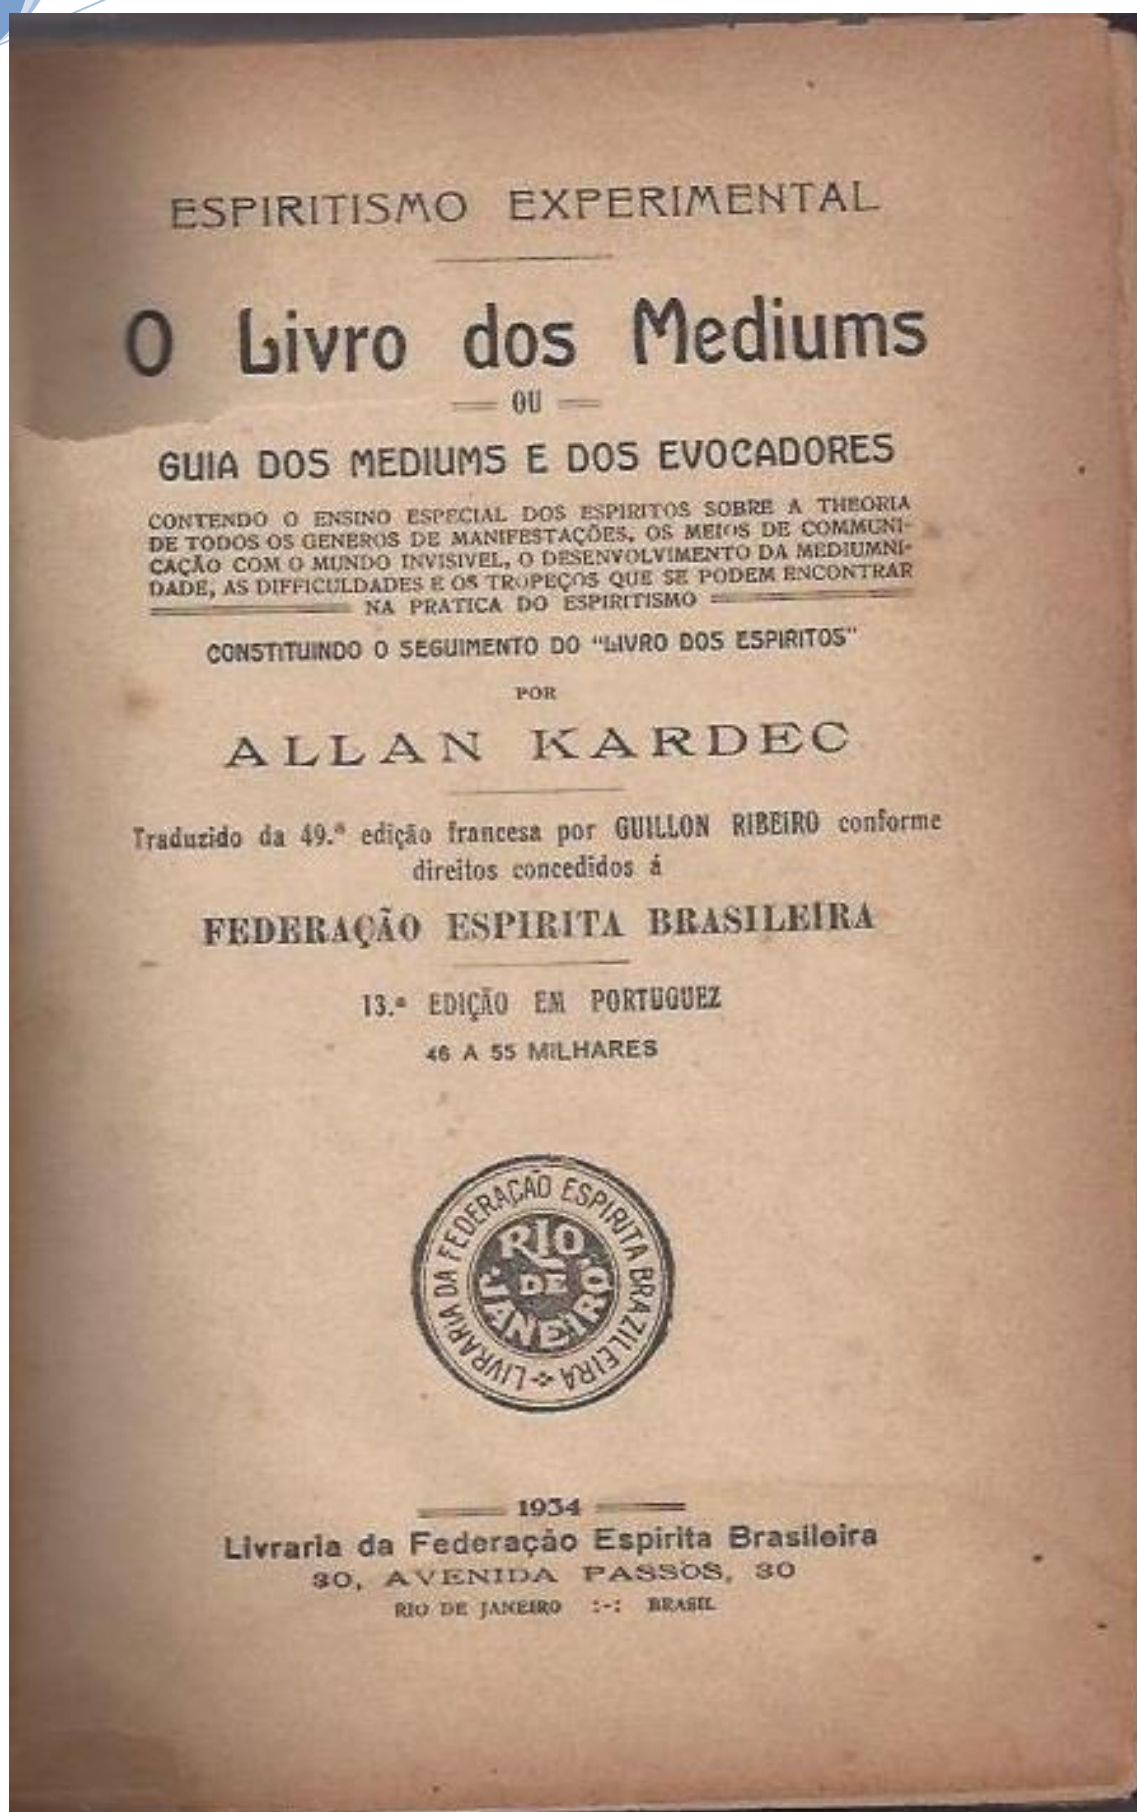 ESPIRITISMO EXPERIMENTAL
O Livro dos Mediums
OU
GUIA DOS MEDIUMS E DOS EVOCADORES
CONTENDO O ENSINO ESPECIAL DOS ESPIRITOS SOBRE A THEORIA
DE TODOS OS GENEROS DE MANIFESTAÇÕES, OS MEIOS DE COMMUNI-
CAÇÃO COM O MUNDO INVISIVEL, O DESENVOLVIMENTO DA MEDIUMNI-
DADE, AS DIFFICULDADES E OS TROPEÇOS QUE SE PODEM ENCONTRAR
NA PRATICA DO ESPIRITISMO
CONSTITUINDO O SEGUIMENTO DO "LIVRO DOS ESPIRITOS"
POR
ALLAN KARDEC
Traduzido da 49.ª edição francesa por GUILLON RIBEIRO conforme
direitos concedidos á
FEDERAÇÃO ESPIRITA BRASILEIRA
13.ª EDIÇÃO EM PORTUGUEZ
46 A 55 MILHARES
LIVRARIA DA FEDERAÇÃO ESPIRITA BRAZILEIRA
RIO
DE
JANEIRO
1934
Livraria da Federação Espirita Brasileira
30, AVENIDA PASSOS, 30
RIO DE JANEIRO :-: BRASIL